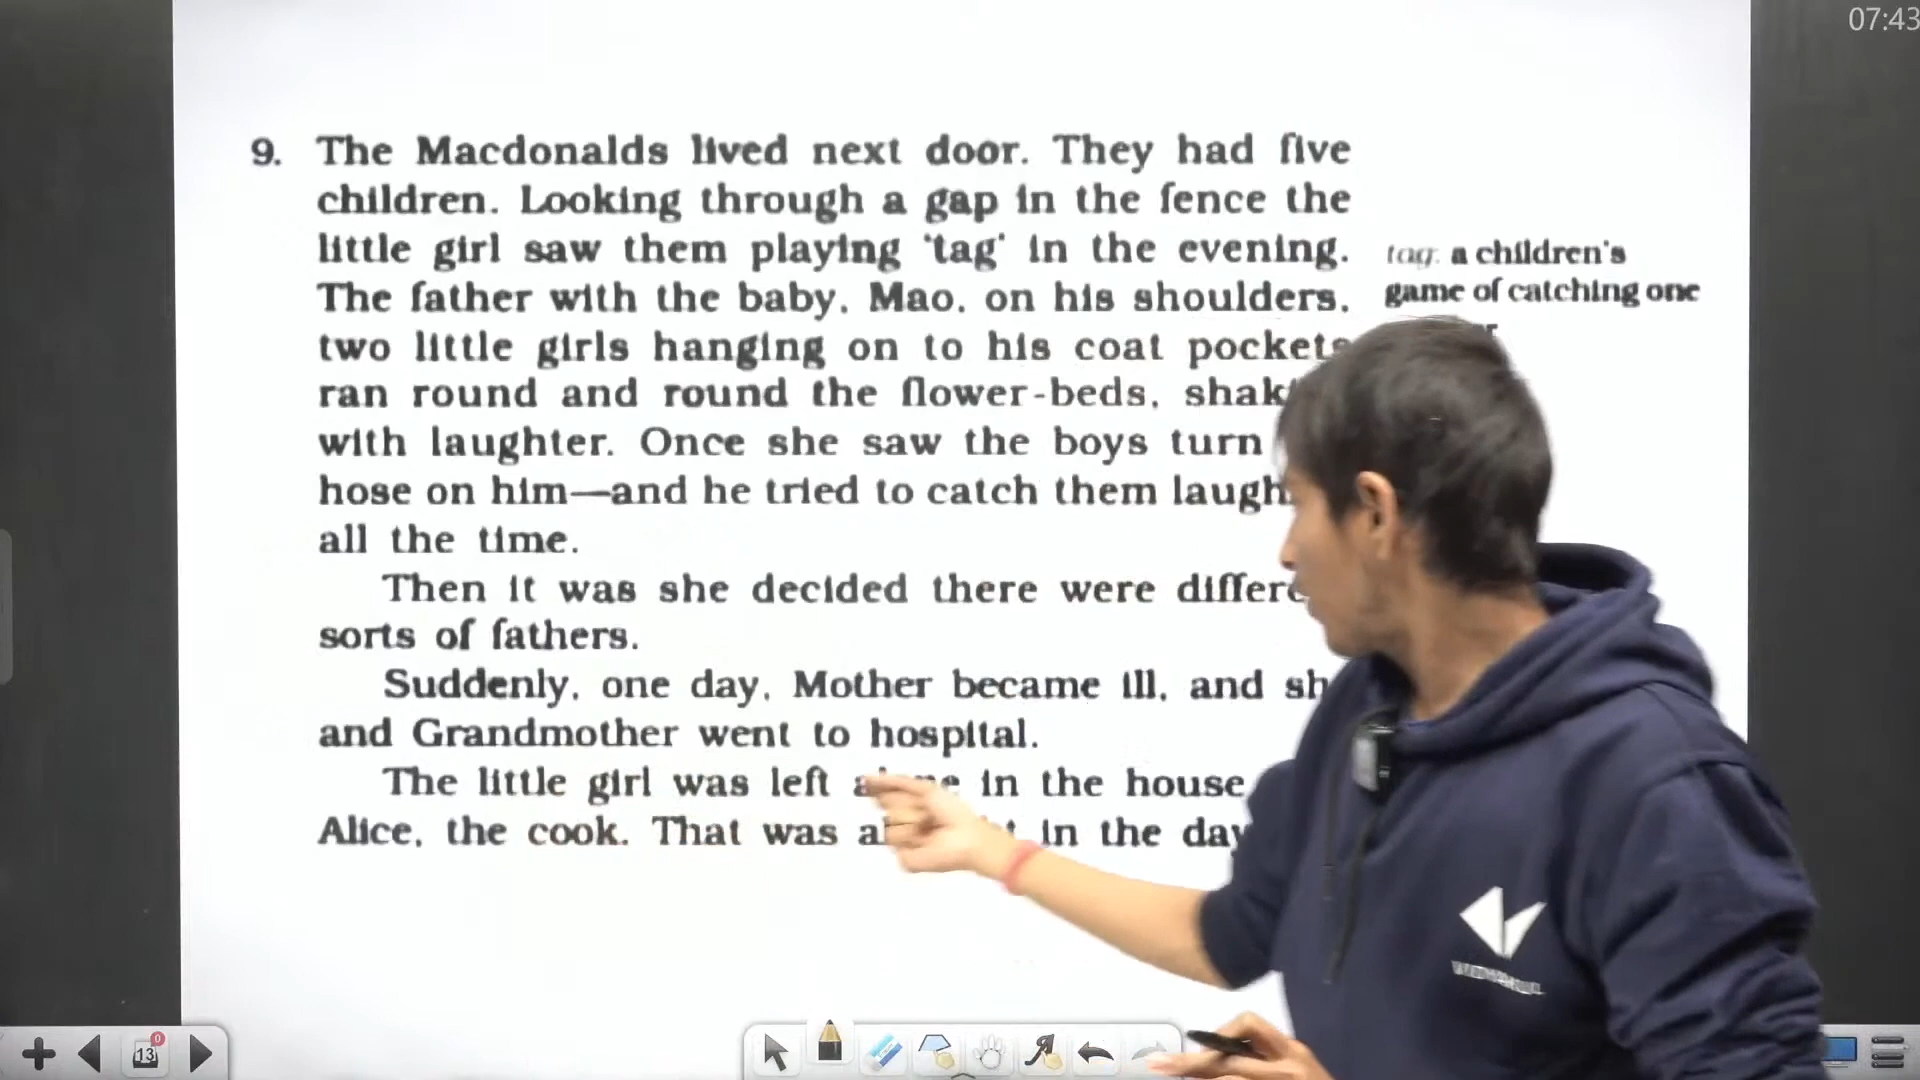 07:43
9. The Macdonalds lived next door. They had five
children. Looking through a gap in the fence the
little girl saw them playing 'tag' in the evening.
The father with the baby, Mao, on his shoulders,
two little girls hanging on to his coat pockets
ran round and round the flower-beds,
with laughter. Once she saw the boys turn
hose on him—and he tried to catch them
all the time.
Then it was she decided there were
sorts of fathers.
Suddenly, one day, Mother became ill, and
and Grandmother went to hospital.
The little girl was left in the house
Alice, the cook. That was in the
tag: a children's
game of catching one
13
0